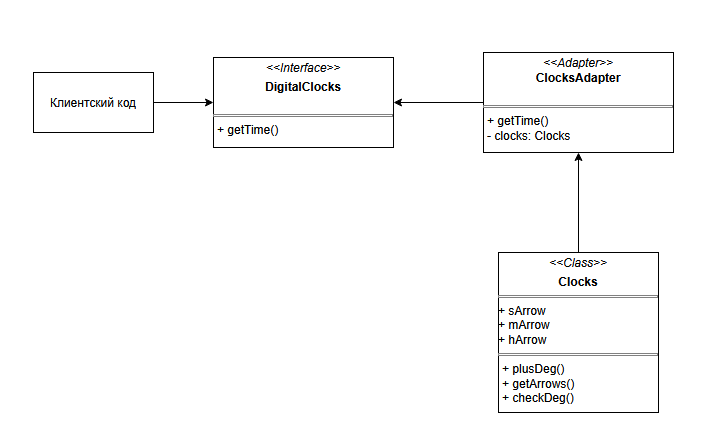 Клиентский код
<<Interface>>
DigitalClocks
+ getTime()
<<Adapter>>
ClocksAdapter
+ getTime()
- clocks: Clocks
<<Class>>
Clocks
+ sArrow
+ mArrow
+ hArrow
+ plusDeg()
+ getArrows()
+ checkDeg()